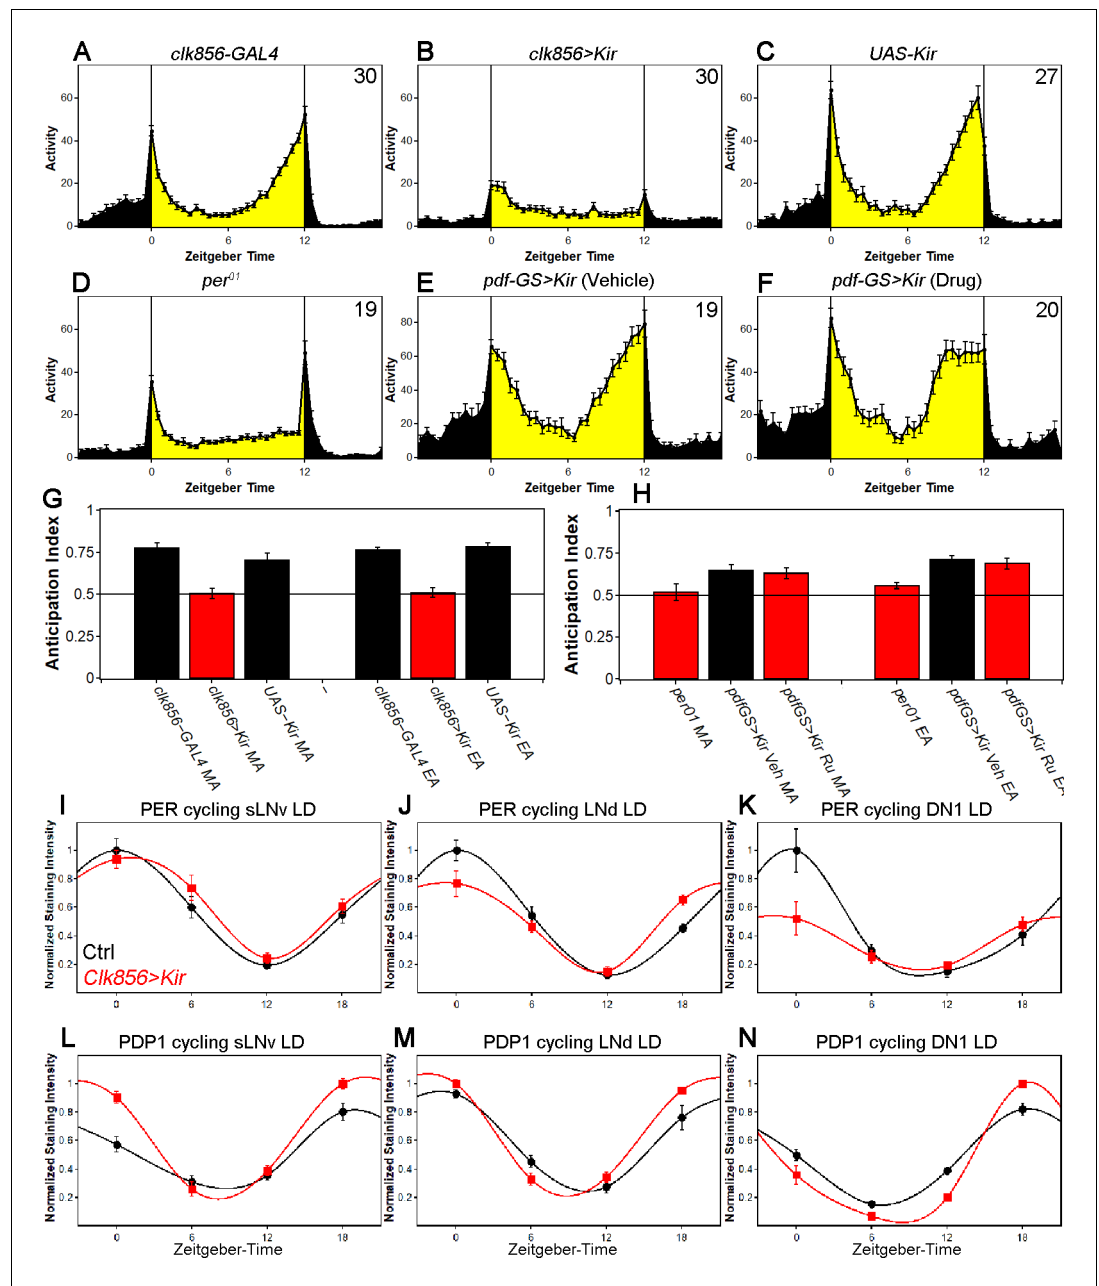 A clk856-GAL4
30
Activity
60
40
20
0
0 6 12
Zeitgeber Time
B clk856>Kir
30
Activity
60
40
20
0
0 6 12
Zeitgeber Time
C UAS-Kir
27
Activity
60
40
20
0
0 6 12
Zeitgeber Time
D per01
19
Activity
60
40
20
0
0 6 12
Zeitgeber Time
E pdf-GS>Kir (Vehicle)
19
Activity
80
60
40
20
0
0 6 12
Zeitgeber Time
F pdf-GS>Kir (Drug)
20
Activity
60
40
20
0
0 6 12
Zeitgeber Time
G
Anticipation Index
1
0.75
0.5
0.25
0
clk856-GAL4 MA
clk856>Kir MA
UAS-Kir MA
-
clk856-GAL4 EA
clk856>Kir EA
UAS-Kir EA
H
Anticipation Index
1
0.75
0.5
0.25
0
per01 MA
pdfGS>Kir Veh MA
pdfGS>Kir Ru MA
per01 EA
pdfGS>Kir Veh EA
pdfGS>Kir Ru EA
I PER cycling sLNv LD
Normalized Staining Intensity
1
0.8
0.6
0.4
0.2
Ctrl
Clk856>Kir
0 6 12 18
J PER cycling LNd LD
Normalized Staining Intensity
1
0.8
0.6
0.4
0.2
0 6 12 18
K PER cycling DN1 LD
Normalized Staining Intensity
1
0.8
0.6
0.4
0.2
0 6 12 18
L PDP1 cycling sLNv LD
Normalized Staining Intensity
1
0.8
0.6
0.4
0.2
0 6 12 18
Zeitgeber-Time
M PDP1 cycling LNd LD
Normalized Staining Intensity
1
0.8
0.6
0.4
0.2
0 6 12 18
Zeitgeber-Time
N PDP1 cycling DN1 LD
Normalized Staining Intensity
1
0.8
0.6
0.4
0.2
0 6 12 18
Zeitgeber-Time